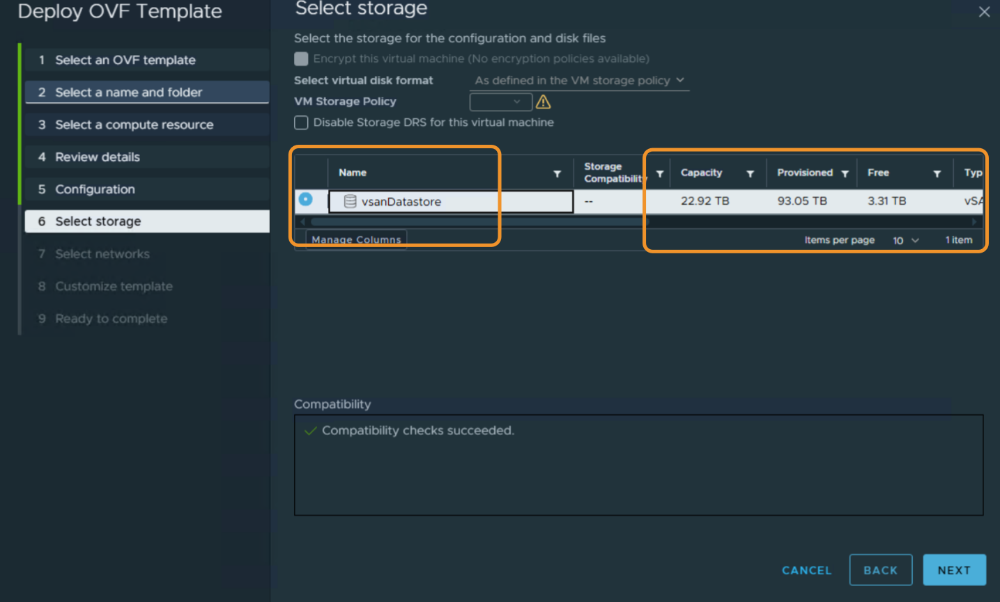 Deploy OVF Template
1 Select an OVF template
2 Select a name and folder
3 Select a compute resource
4 Review details
5 Configuration
6 Select storage
7 Select networks
8 Customize template
9 Ready to complete
Select storage
Select the storage for the configuration and disk files
Encrypt this virtual machine (No encryption policies available)
Select virtual disk format As defined in the VM storage policy
VM Storage Policy
Disable Storage DRS for this virtual machine
Name Storage Compatibility Capacity Provisioned Free Typ
vsanDatastore -- 22.92 TB 93.05 TB 3.31 TB vSA
Manage Columns Items per page 10 1 item
Compatibility
Compatibility checks succeeded.
CANCEL BACK NEXT